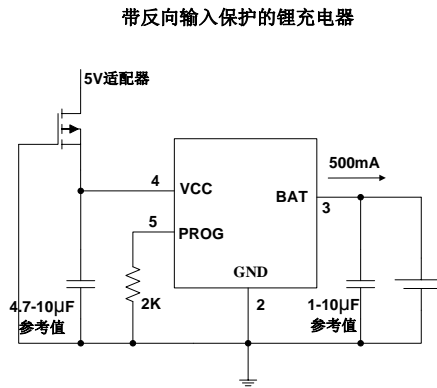 带反向输入保护的锂充电器
5V适配器
500mA
4
VCC
BAT
3
5
PROG
GND
4.7-10µF
参考值
2K
2
1-10µF
参考值